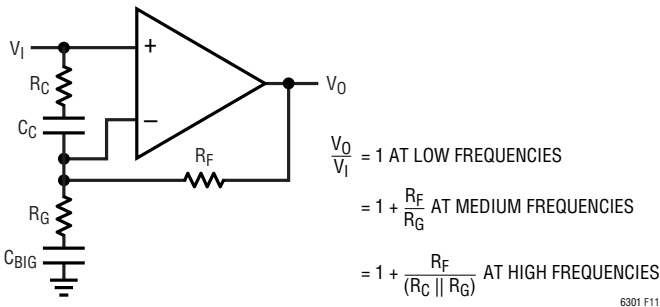 V_I
+
R_C
C_C
−
V_O
R_F
R_G
C_BIG
V_O/V_I = 1 AT LOW FREQUENCIES
= 1 + R_F/R_G AT MEDIUM FREQUENCIES
= 1 + R_F/(R_C || R_G) AT HIGH FREQUENCIES
6301 F11